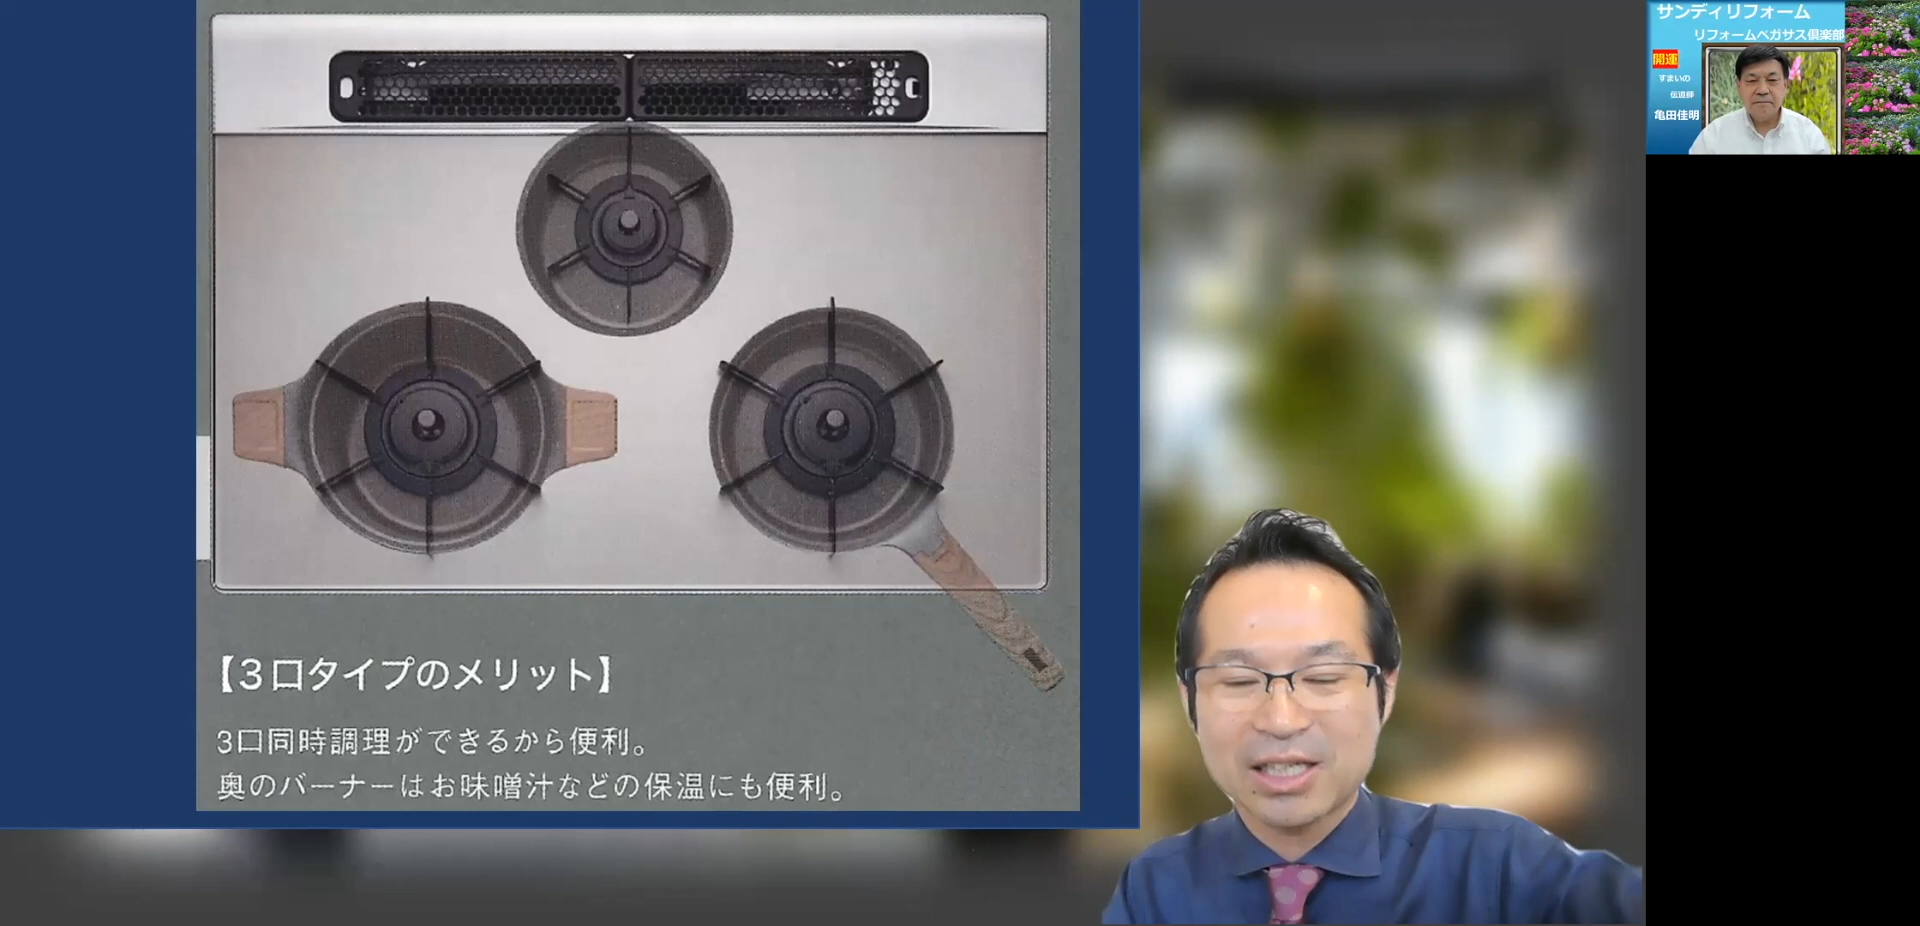 【3口タイプのメリット】
3口同時調理ができるから便利。
奥のバーナーはお味噌汁などの保温にも便利。
サンディリフォーム
リフォームペガサス倶楽部
開運
すまいの
伝道師
亀田佳明